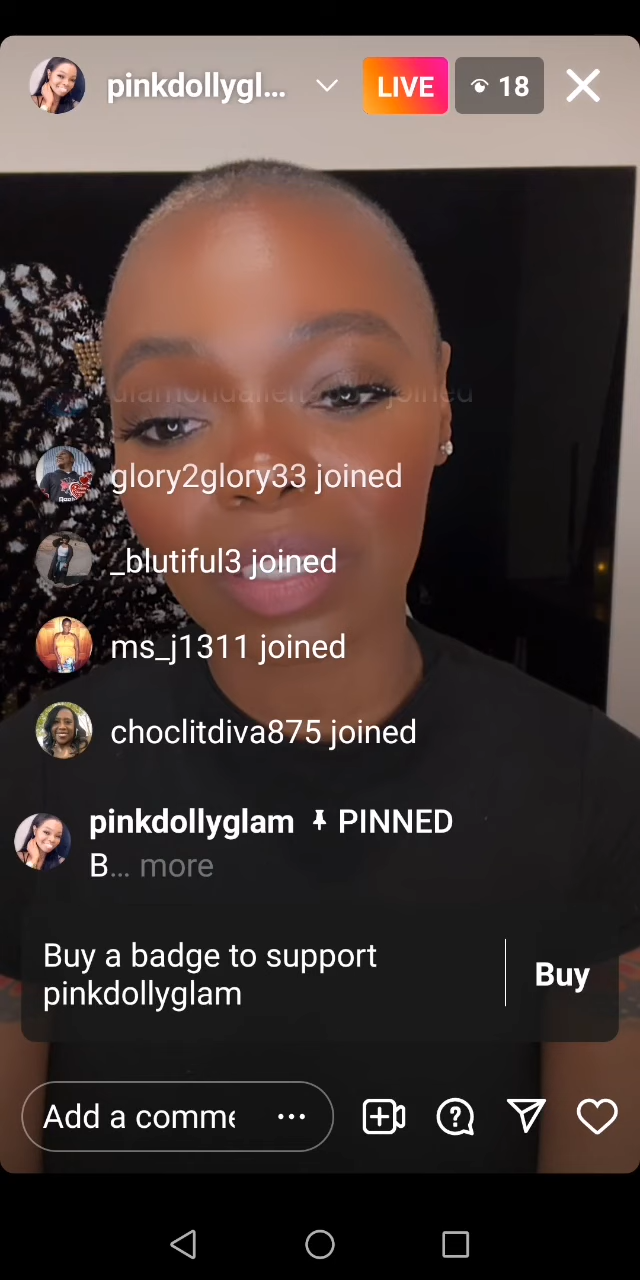 pinkdollygl...
LIVE
18
glory2glory33 joined
_blutiful3 joined
ms_j1311 joined
choclitdiva875 joined
pinkdollyglam PINNED
B... more
Buy a badge to support
pinkdollyglam
Buy
Add a comme